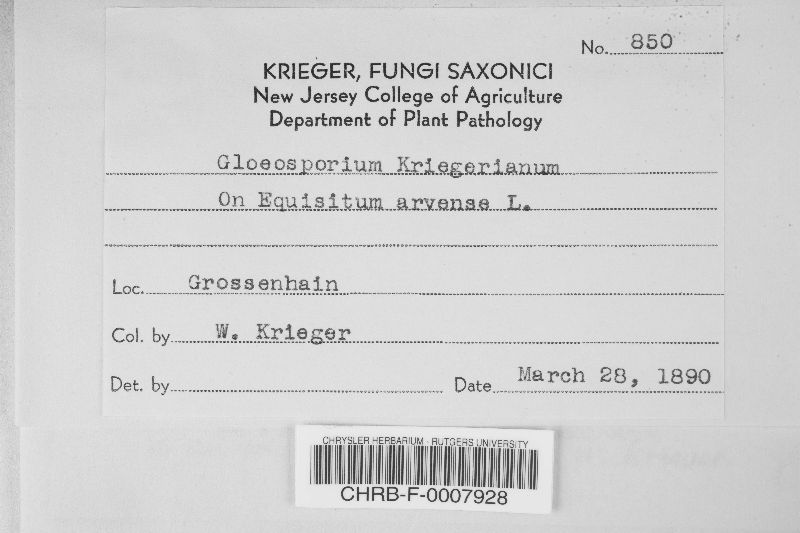 No. 850
KRIEGER, FUNGI SAXONICI
New Jersey College of Agriculture
Department of Plant Pathology
Gloeosporium Kriegerianum
On Equisitum arvense L.
Loc. Grossenhain
Col. by W. Krieger
Det. by Date March 28, 1890
CHRYSLER HERBARIUM - RUTGERS UNIVERSITY
CHRB-F-0007928